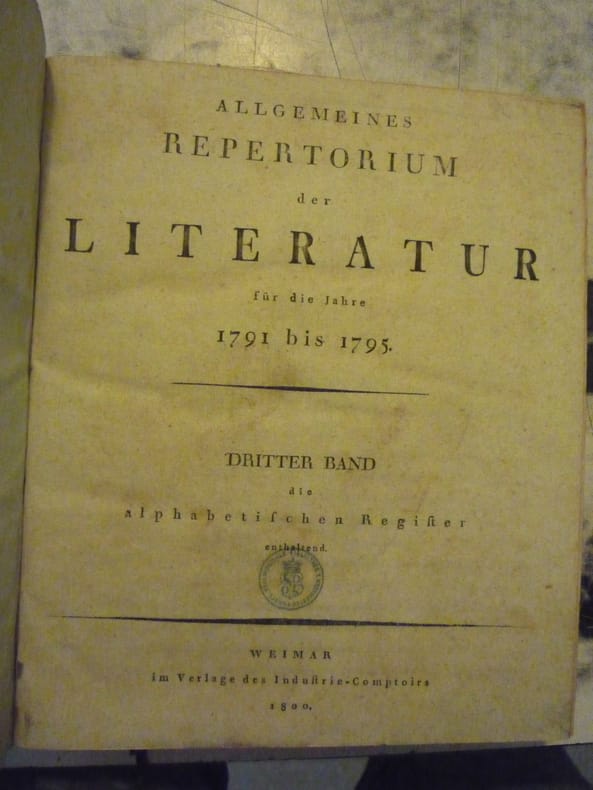 ALLGEMEINES
REPERTORIUM
der
LITERATUR
für die Jahre
1791 bis 1795.
DRITTER BAND
die
alphabetiſchen Regiſter
enthaltend.
WEIMAR
im Verlage des Induſtrie-Comptoirs
1800.